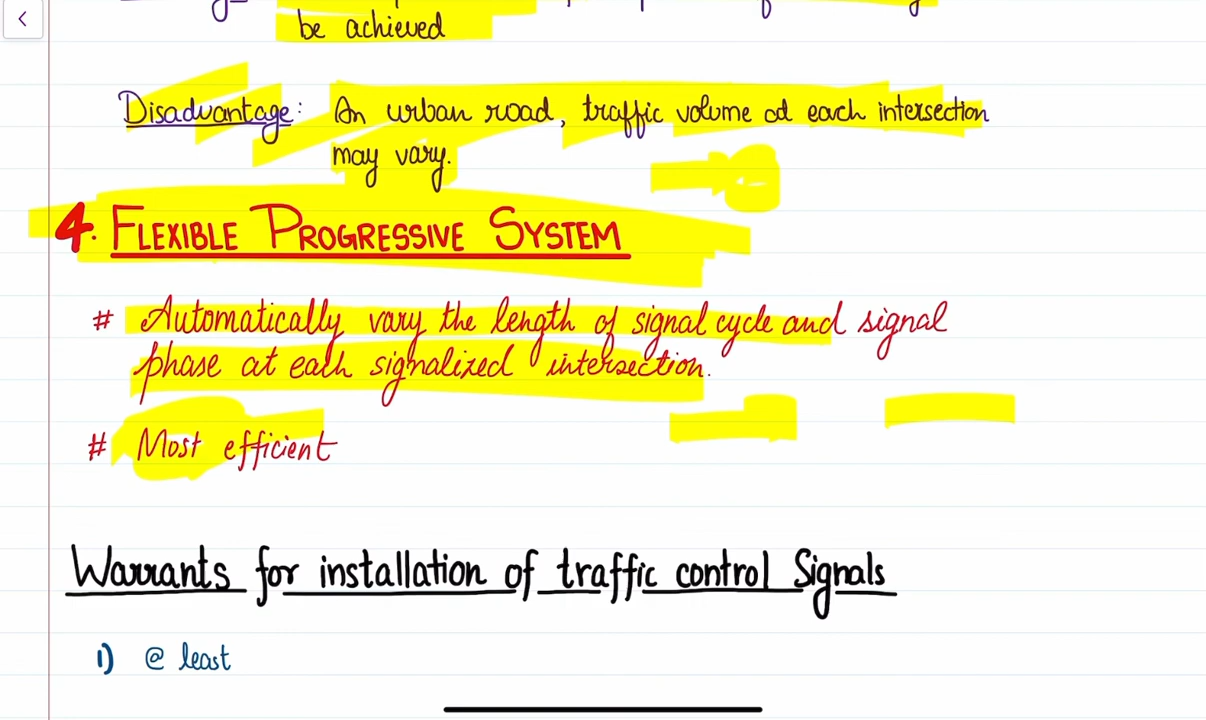 be achieved
Disadvantage: On urban road, traffic volume at each intersection
may vary.
4. FLEXIBLE PROGRESSIVE SYSTEM
# Automatically vary the length of signal cycle and signal
phase at each signalized intersection.
# Most efficient
Warrants for installation of traffic control Signals
1) @ least